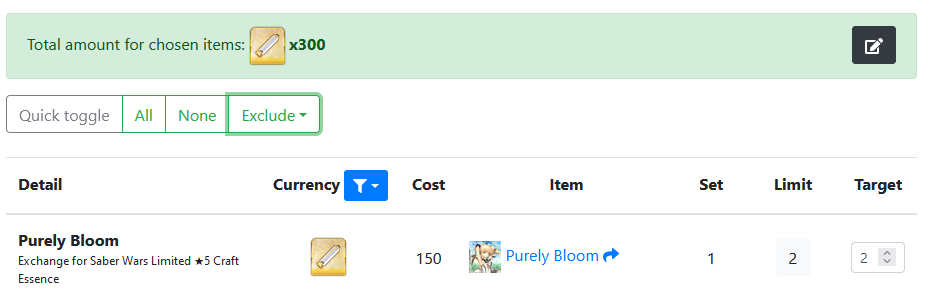 Total amount for chosen items: x300
Quick toggle All None Exclude
Detail Currency Cost Item Set Limit Target
Purely Bloom
Exchange for Saber Wars Limited ★5 Craft
Essence
150 Purely Bloom 1 2 2